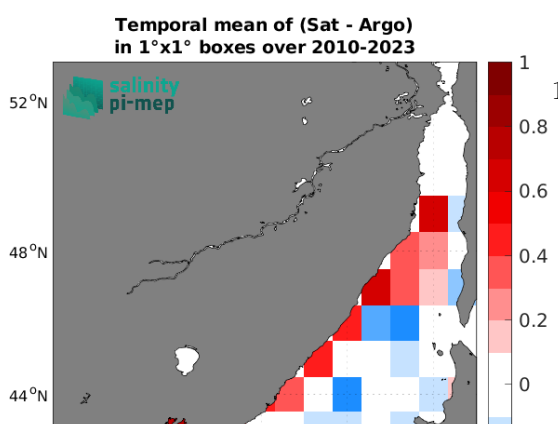 Temporal mean of (Sat - Argo)
in 1°x1° boxes over 2010-2023
salinity
pi-mep
52°N
48°N
44°N
1
0.8
0.6
0.4
0.2
0
1